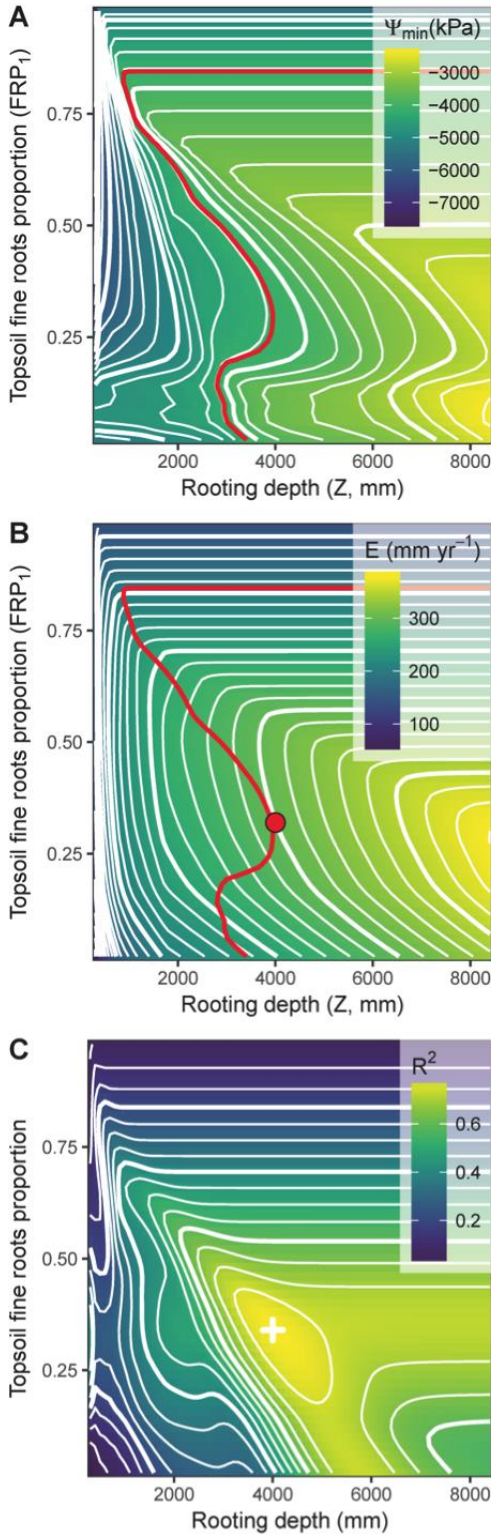 A
Ψmin(kPa)
−3000
−4000
−5000
−6000
−7000
0.75
0.50
0.25
Topsoil fine roots proportion (FRP₁)
2000 4000 6000 8000
Rooting depth (Z, mm)
B
E (mm yr⁻¹)
300
200
100
0.75
0.50
0.25
Topsoil fine roots proportion (FRP₁)
2000 4000 6000 8000
Rooting depth (Z, mm)
C
R²
0.6
0.4
0.2
0.75
0.50
0.25
Topsoil fine roots proportion
2000 4000 6000 8000
Rooting depth (mm)